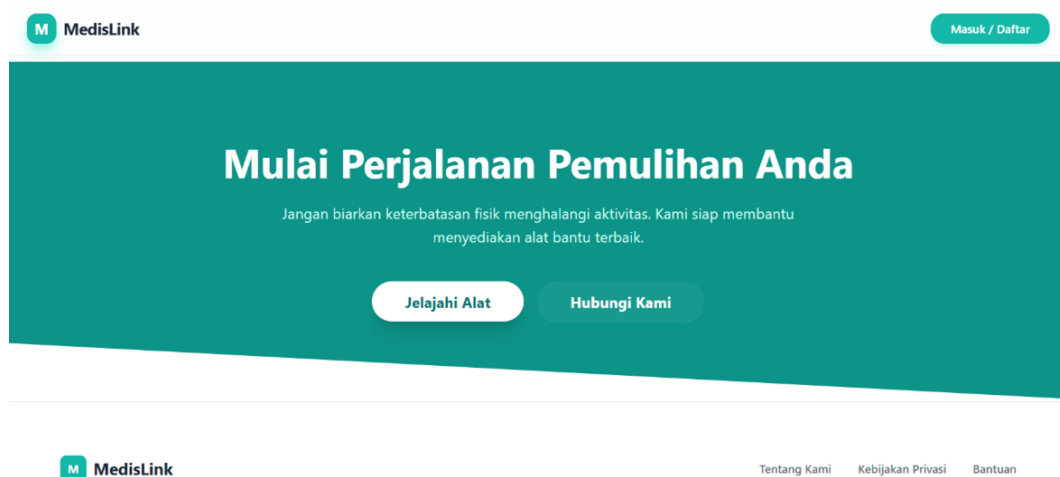 M MedisLink
Masuk / Daftar
Mulai Perjalanan Pemulihan Anda
Jangan biarkan keterbatasan fisik menghalangi aktivitas. Kami siap membantu
menyediakan alat bantu terbaik.
Jelajahi Alat
Hubungi Kami
M MedisLink
Tentang Kami
Kebijakan Privasi
Bantuan